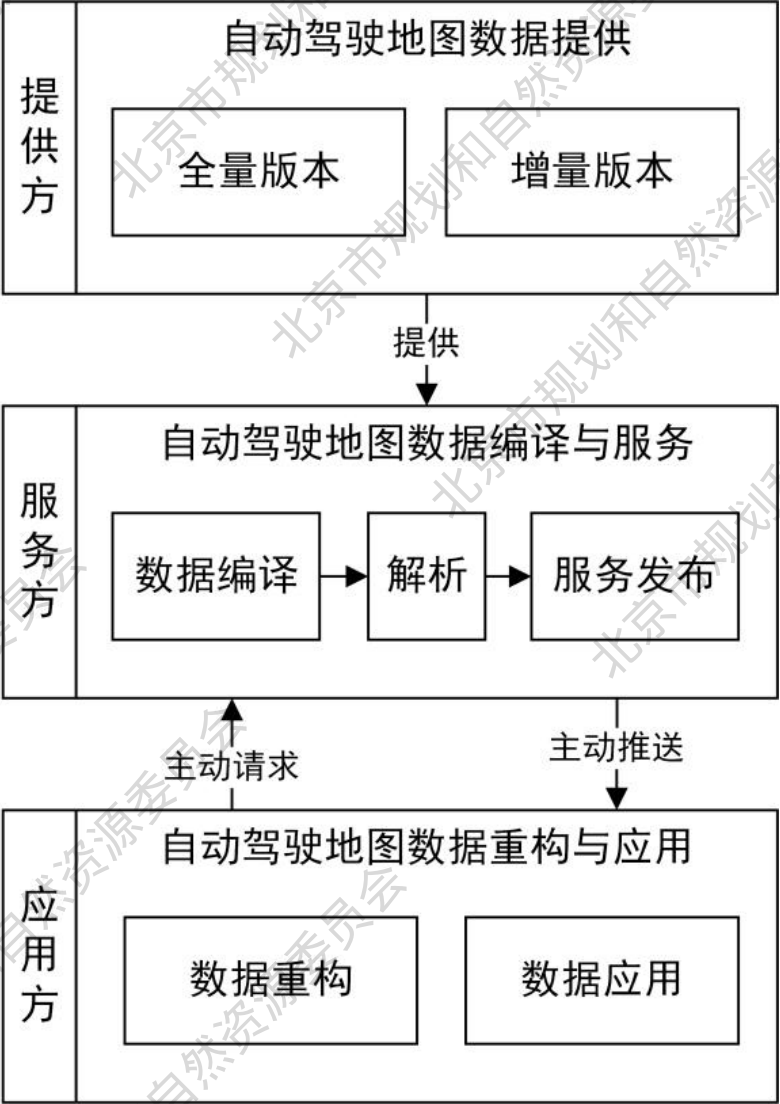 自动驾驶地图数据提供
提供方
全量版本
增量版本
提供
自动驾驶地图数据编译与服务
服务方
数据编译
解析
服务发布
主动请求
主动推送
自动驾驶地图数据重构与应用
应用方
数据重构
数据应用
北京市规划和自然资源委员会